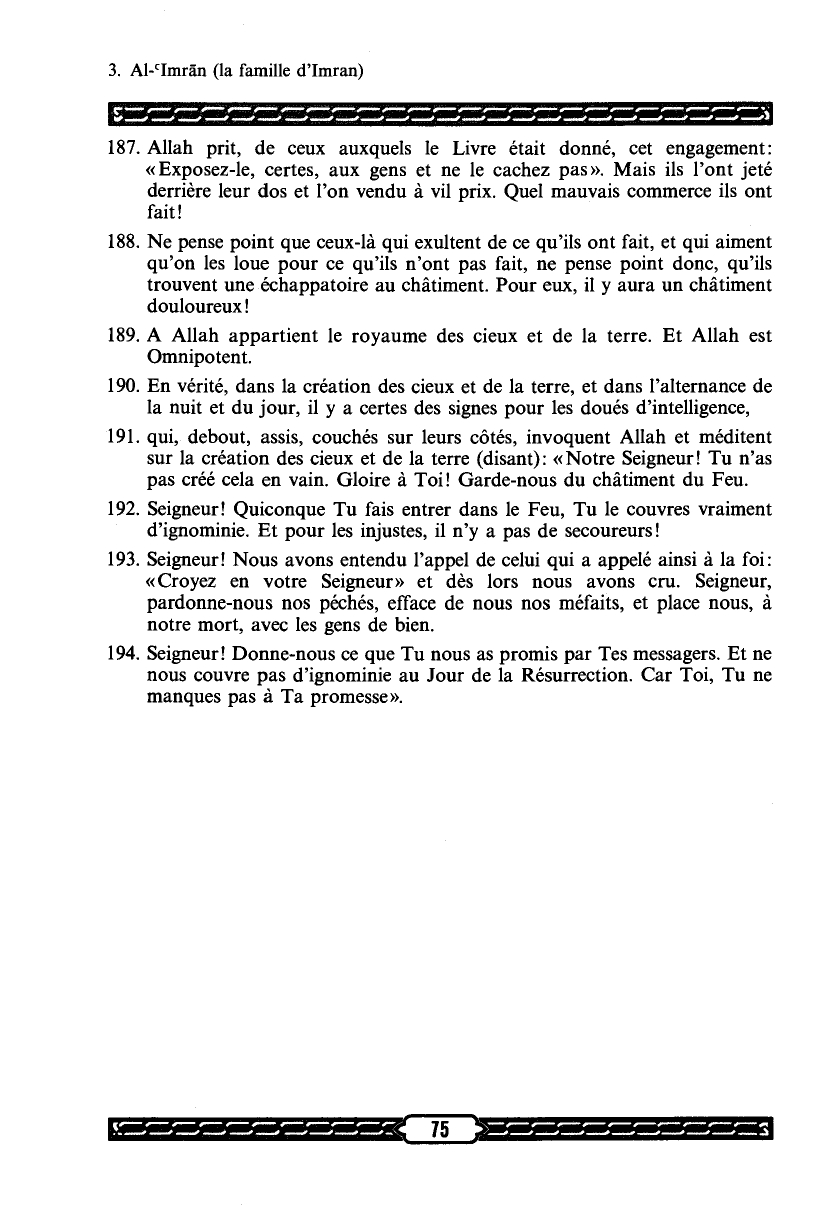 3. Al-ʿImrān (la famille d’Imran)
187. Allah prit, de ceux auxquels le Livre était donné, cet engagement:
«Exposez-le, certes, aux gens et ne le cachez pas». Mais ils l’ont jeté
derrière leur dos et l’on vendu à vil prix. Quel mauvais commerce ils ont
fait!
188. Ne pense point que ceux-là qui exultent de ce qu’ils ont fait, et qui aiment
qu’on les loue pour ce qu’ils n’ont pas fait, ne pense point donc, qu’ils
trouvent une échappatoire au châtiment. Pour eux, il y aura un châtiment
douloureux!
189. A Allah appartient le royaume des cieux et de la terre. Et Allah est
Omnipotent.
190. En vérité, dans la création des cieux et de la terre, et dans l’alternance de
la nuit et du jour, il y a certes des signes pour les doués d’intelligence,
191. qui, debout, assis, couchés sur leurs côtés, invoquent Allah et méditent
sur la création des cieux et de la terre (disant): «Notre Seigneur! Tu n’as
pas créé cela en vain. Gloire à Toi! Garde-nous du châtiment du Feu.
192. Seigneur! Quiconque Tu fais entrer dans le Feu, Tu le couvres vraiment
d’ignominie. Et pour les injustes, il n’y a pas de secoureurs!
193. Seigneur! Nous avons entendu l’appel de celui qui a appelé ainsi à la foi:
«Croyez en votre Seigneur» et dès lors nous avons cru. Seigneur,
pardonne-nous nos péchés, efface de nous nos méfaits, et place nous, à
notre mort, avec les gens de bien.
194. Seigneur! Donne-nous ce que Tu nous as promis par Tes messagers. Et ne
nous couvre pas d’ignominie au Jour de la Résurrection. Car Toi, Tu ne
manques pas à Ta promesse».
75